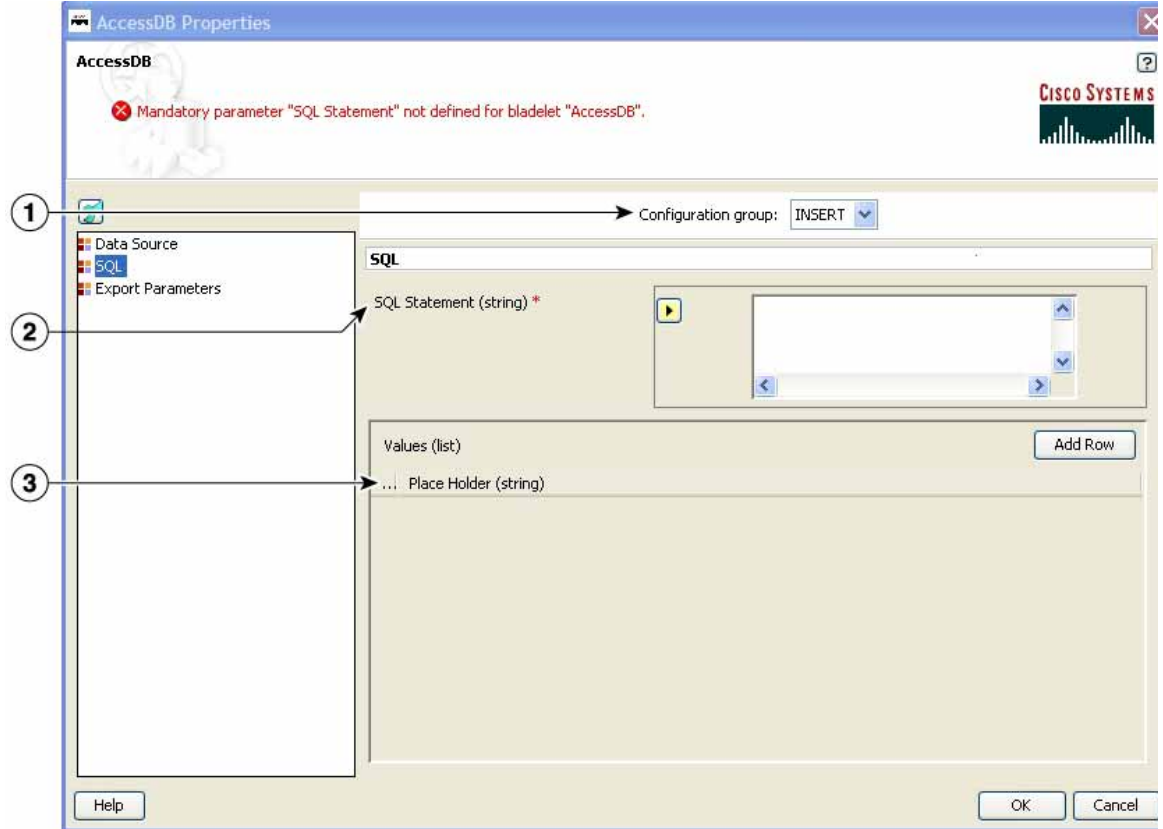 AccessDB Properties
AccessDB
?
Mandatory parameter "SQL Statement" not defined for bladelet "AccessDB".
CISCO SYSTEMS
1
Configuration group: INSERT
Data Source
SQL
Export Parameters
SQL
2
SQL Statement (string) *
Values (list)
Add Row
3
... Place Holder (string)
Help
OK
Cancel